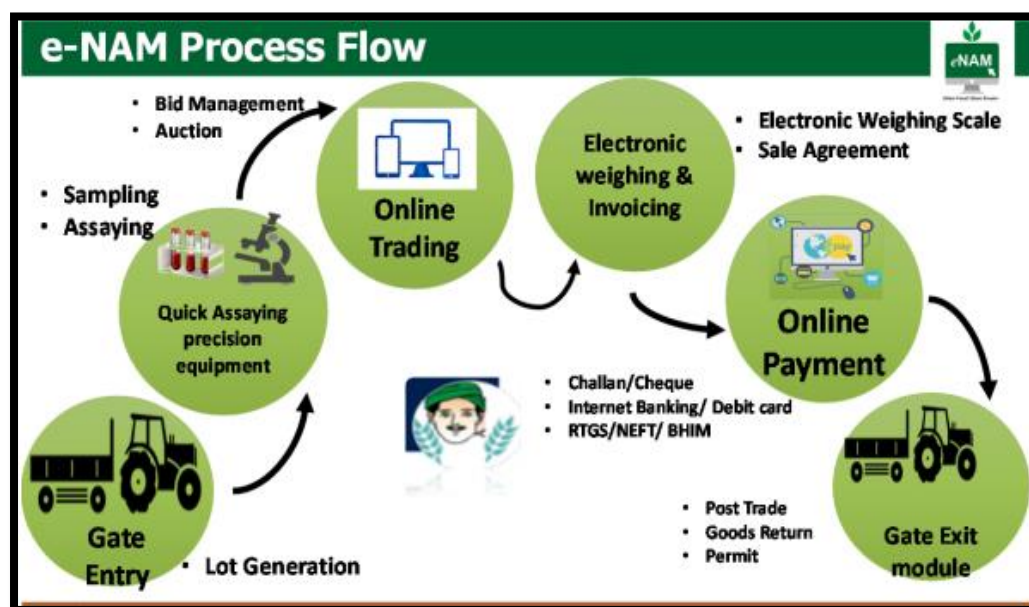 e-NAM Process Flow
eNAM
• Bid Management
• Auction
• Sampling
• Assaying
Quick Assaying
precision
equipment
Online
Trading
Electronic
weighing &
Invoicing
• Electronic Weighing Scale
• Sale Agreement
pay
Online
Payment
• Challan/Cheque
• Internet Banking/ Debit card
• RTGS/NEFT/ BHIM
Gate
Entry
• Lot Generation
• Post Trade
• Goods Return
• Permit
Gate Exit
module